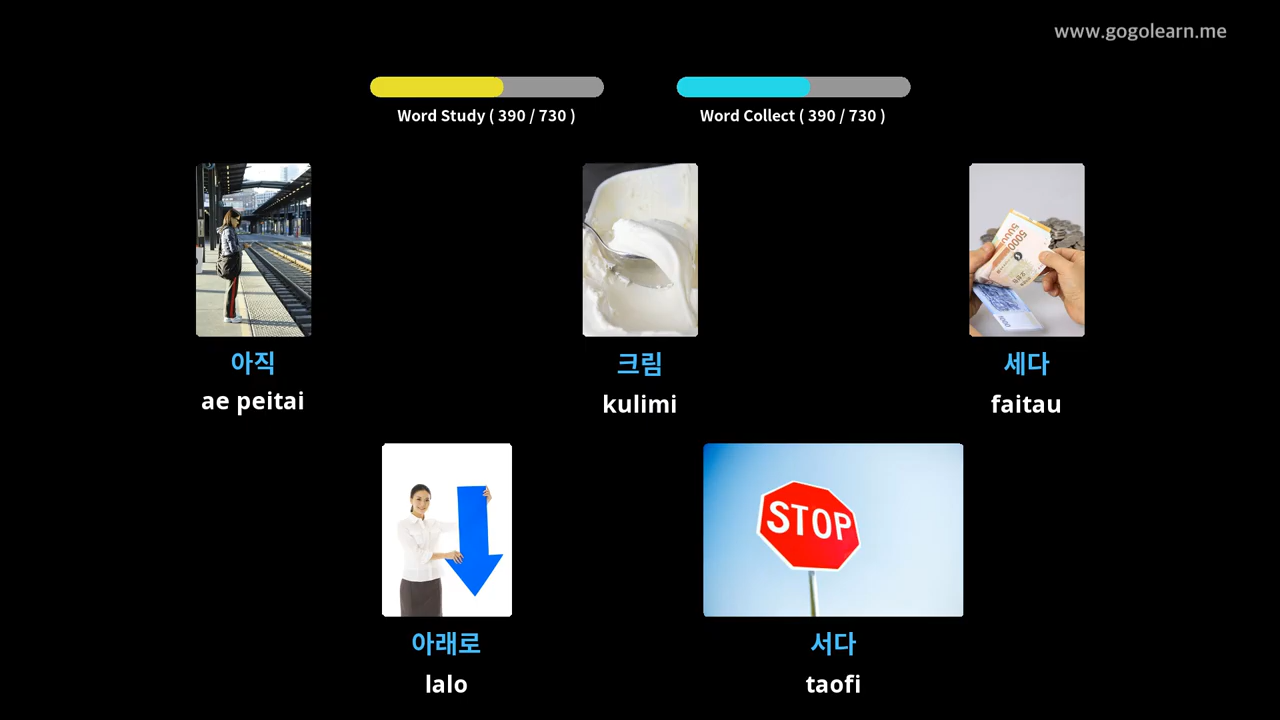 www.gogolearn.me
Word Study ( 390 / 730 )
Word Collect ( 390 / 730 )
5000
아직
ae peitai
크림
kulimi
세다
faitau
STOP
아래로
lalo
서다
taofi